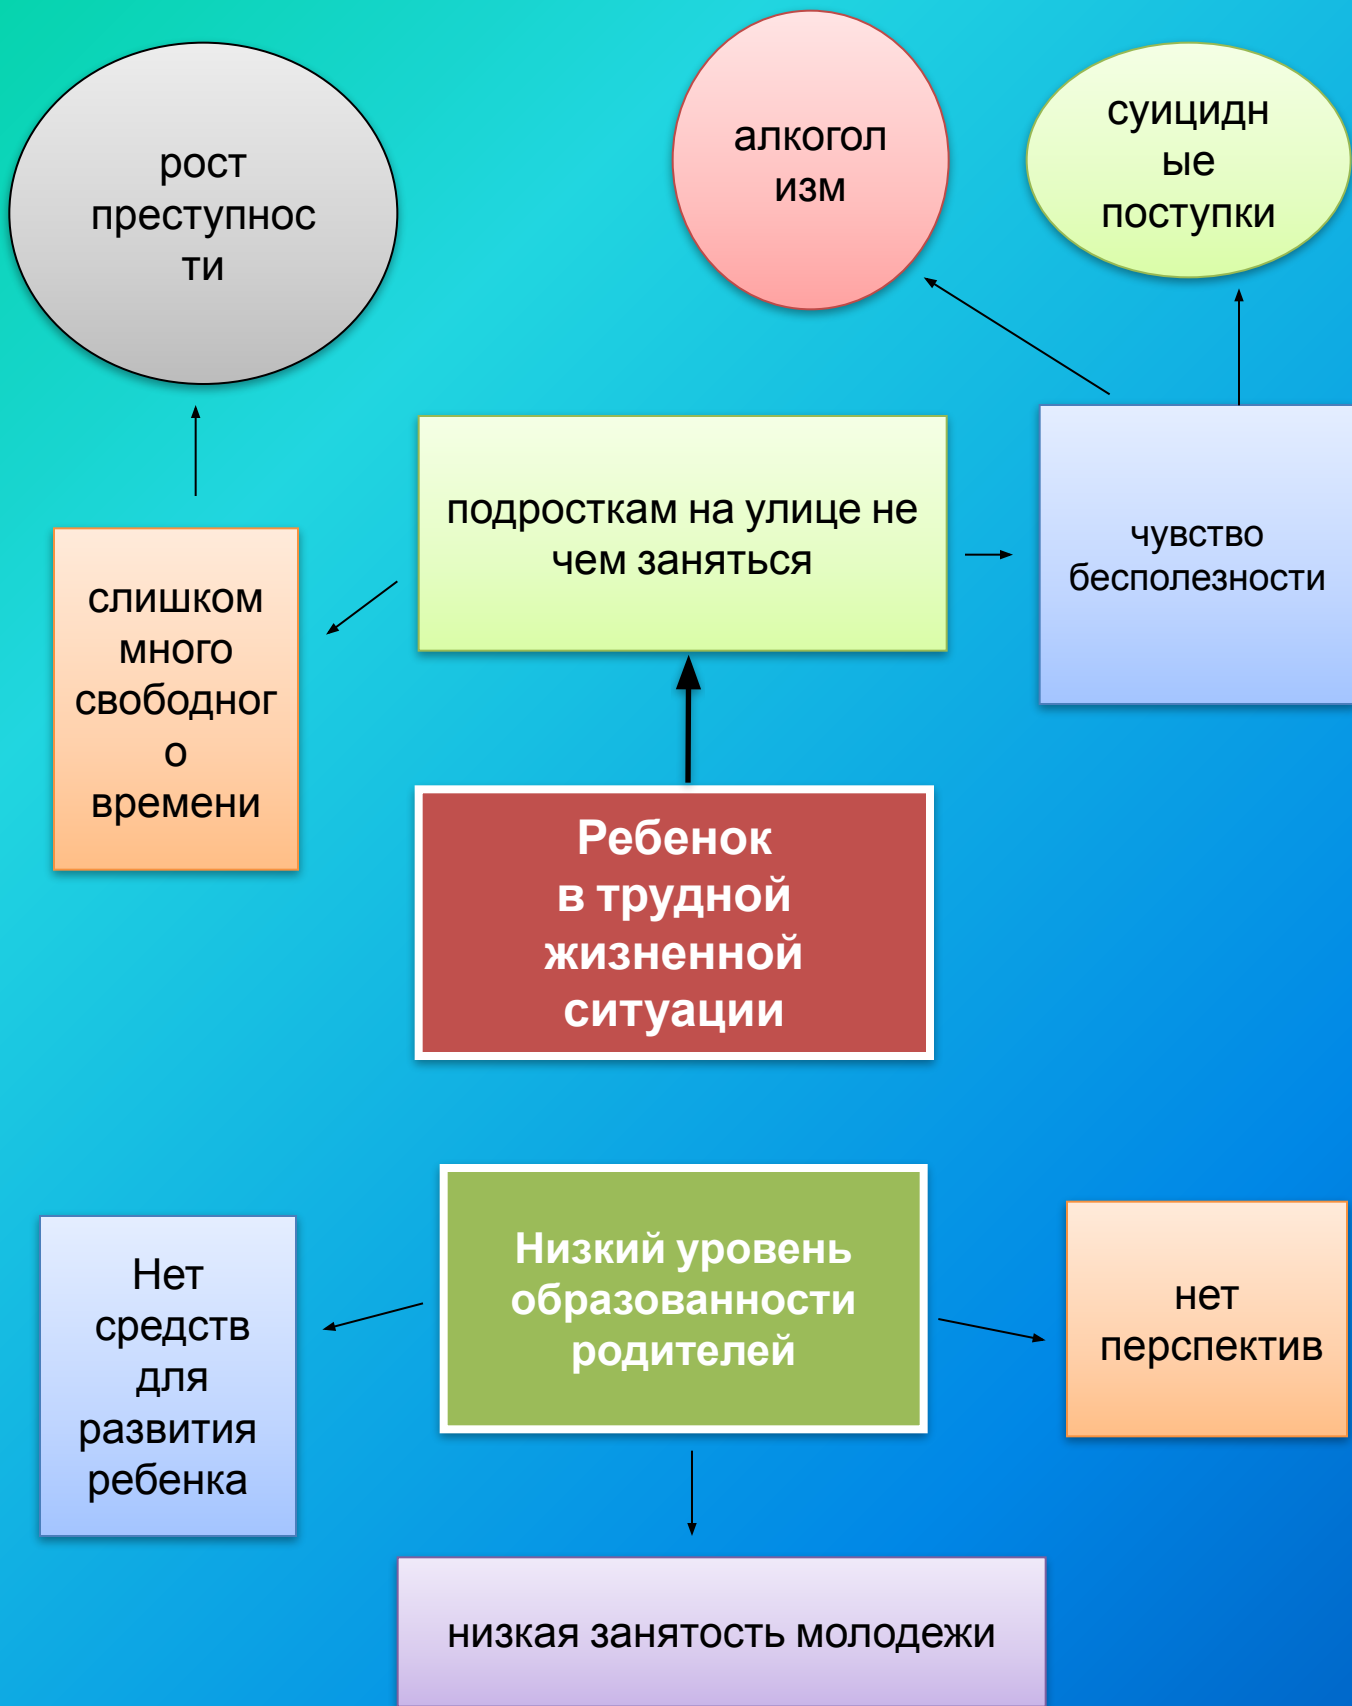 рост
преступнос
ти
алкогол
изм
суицидн
ые
поступки
подросткам на улице не
чем заняться
чувство
бесполезности
слишком
много
свободног
о
времени
Ребенок
в трудной
жизненной
ситуации
Низкий уровень
образованности
родителей
Нет
средств
для
развития
ребенка
нет
перспектив
низкая занятость молодежи